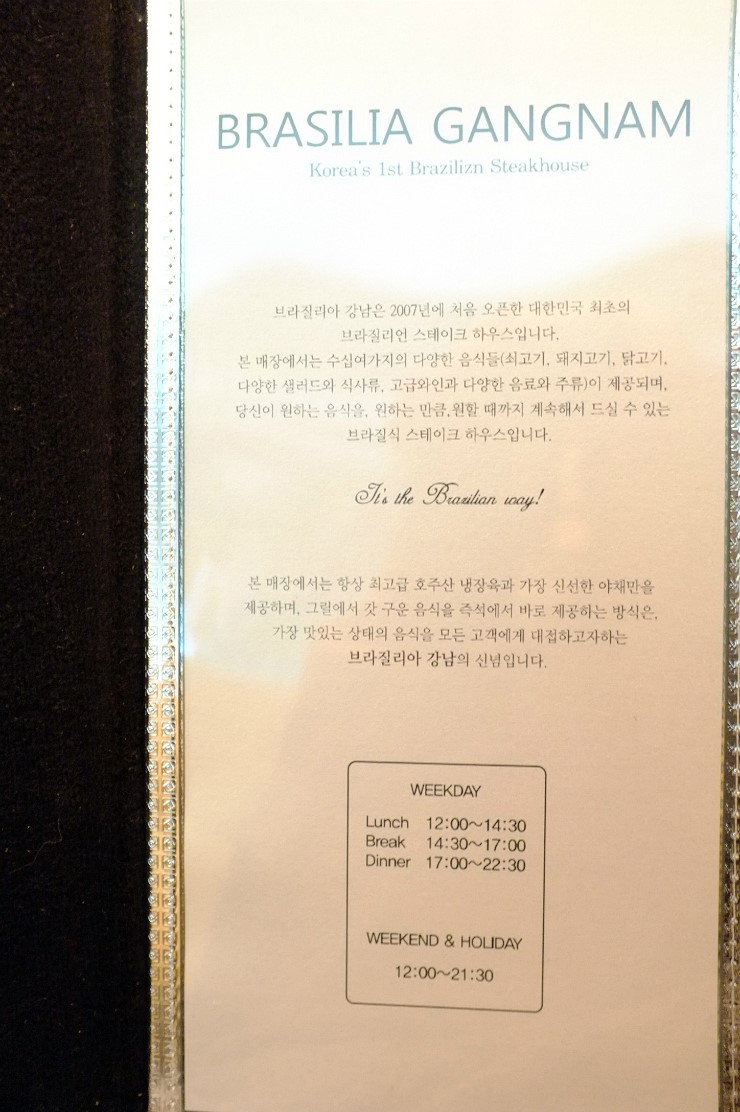 BRASILIA GANGNAM
Korea's 1st Brazilizn Steakhouse
브라질리아 강남은 2007년에 처음 오픈한 대한민국 최초의
브라질리언 스테이크 하우스입니다.
본 매장에서는 수십여가지의 다양한 음식들(쇠고기, 돼지고기, 닭고기,
다양한 샐러드와 식사류, 고급와인과 다양한 음료와 주류)이 제공되며,
당신이 원하는 음식을, 원하는 만큼,원할 때까지 계속해서 드실 수 있는
브라질식 스테이크 하우스입니다.
It's the Brazilian way!
본 매장에서는 항상 최고급 호주산 냉장육과 가장 신선한 야채만을
제공하며, 그릴에서 갓 구운 음식을 즉석에서 바로 제공하는 방식은,
가장 맛있는 상태의 음식을 모든 고객에게 대접하고자하는
브라질리아 강남의 신념입니다.
WEEKDAY
Lunch 12:00~14:30
Break 14:30~17:00
Dinner 17:00~22:30
WEEKEND & HOLIDAY
12:00~21:30